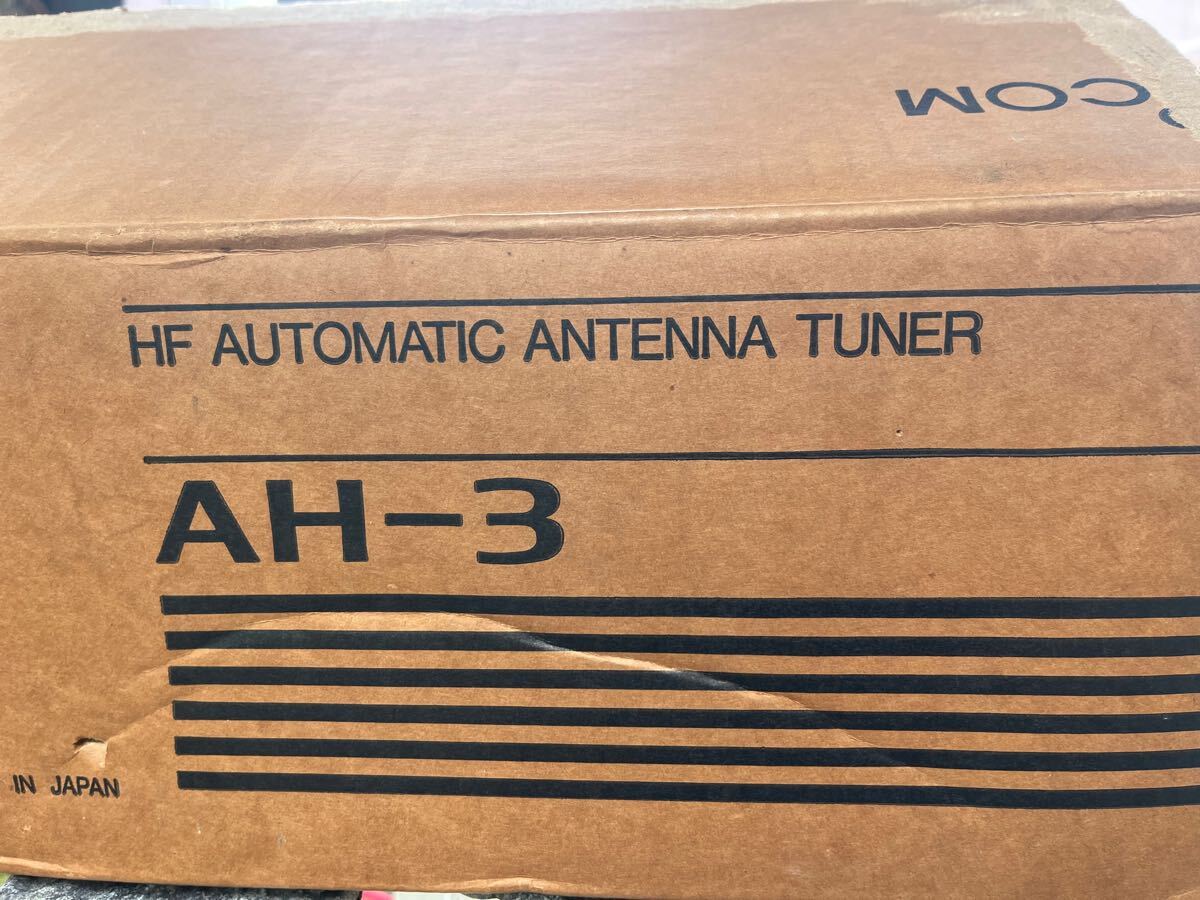 COM
HF AUTOMATIC ANTENNA TUNER
AH-3
IN JAPAN